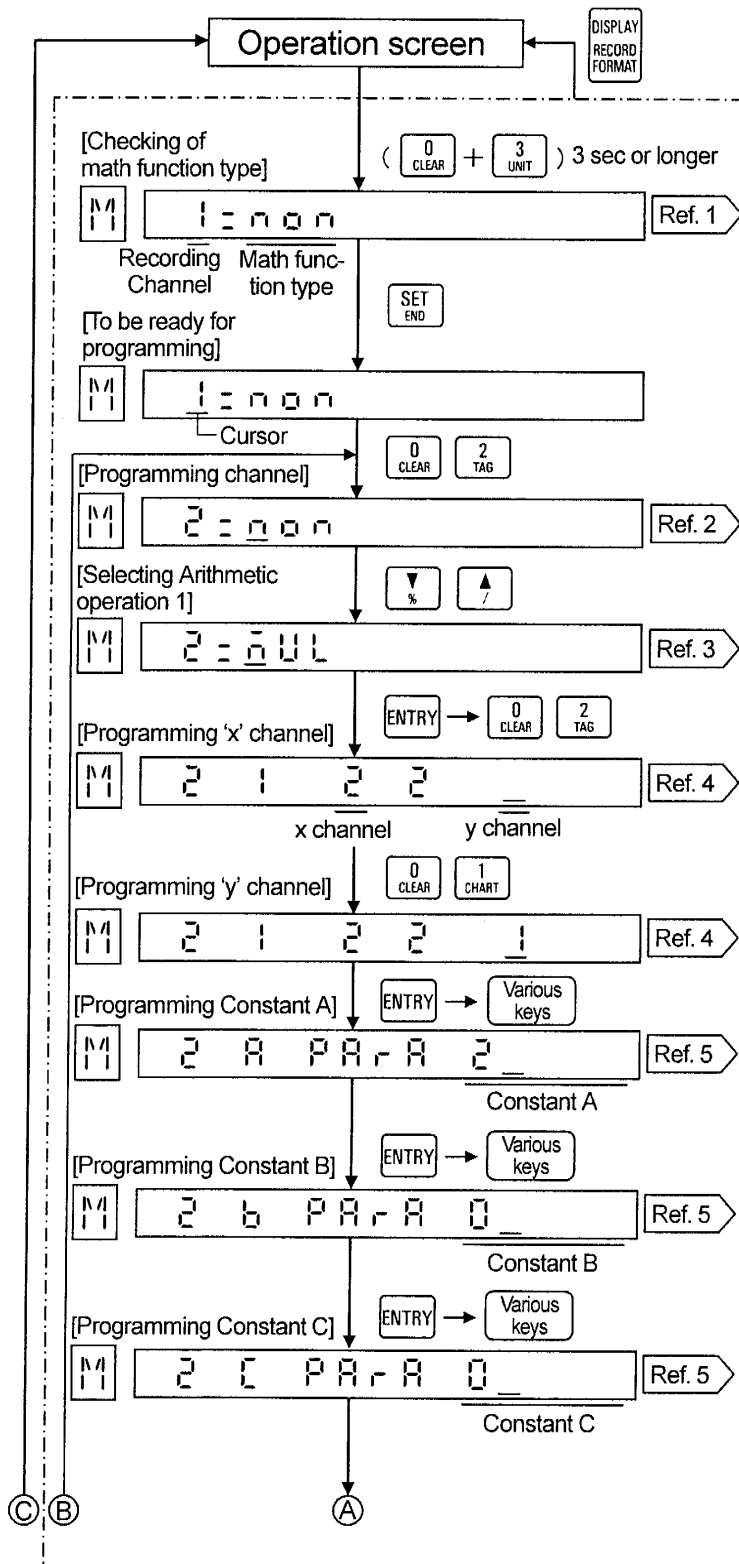 Operation screen
DISPLAY
RECORD
FORMAT
[Checking of
math function type]
( 0 CLEAR + 3 UNIT ) 3 sec or longer
M 1=non Ref. 1
Recording Channel
Math func-tion type
SET
END
[To be ready for
programming]
M 1=non
Cursor
0 CLEAR 2 TAG
[Programming channel]
M 2=non Ref. 2
[Selecting Arithmetic
operation 1]
▼ % ▲ /
M 2=MUL Ref. 3
ENTRY → 0 CLEAR 2 TAG
[Programming ‘x’ channel]
M 2 1 2 2 _ Ref. 4
x channel y channel
0 CLEAR 1 CHART
[Programming ‘y’ channel]
M 2 1 2 2 1 Ref. 4
[Programming Constant A] ENTRY → Various keys
M 2 A PArA 2_ Ref. 5
Constant A
[Programming Constant B] ENTRY → Various keys
M 2 b PArA 0_ Ref. 5
Constant B
[Programming Constant C] ENTRY → Various keys
M 2 C PArA 0_ Ref. 5
Constant C
C B A